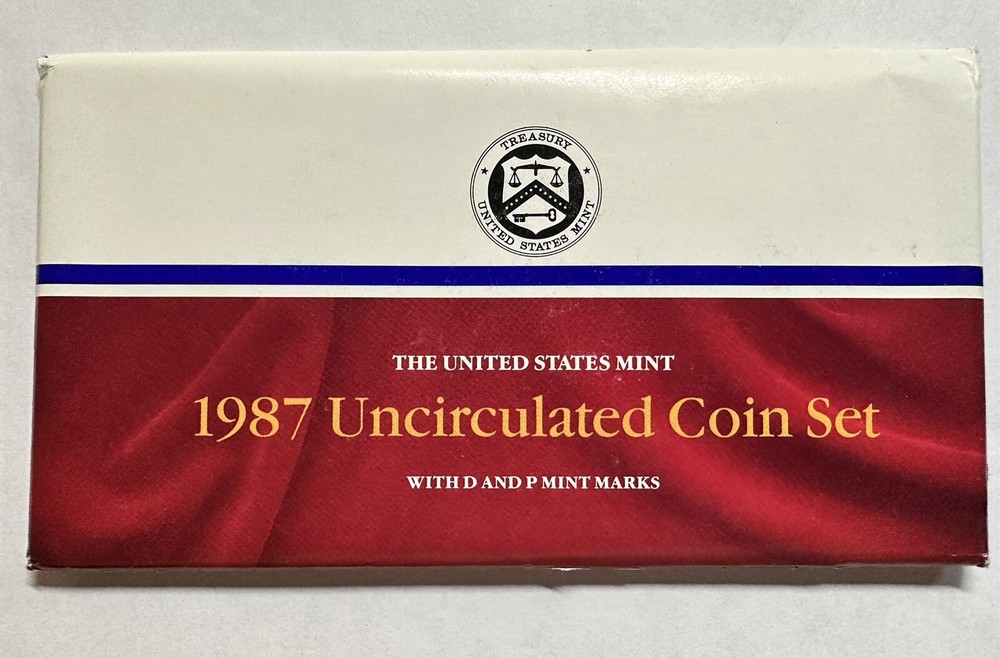 TREASURY
UNITED STATES MINT
THE UNITED STATES MINT
1987 Uncirculated Coin Set
WITH D AND P MINT MARKS